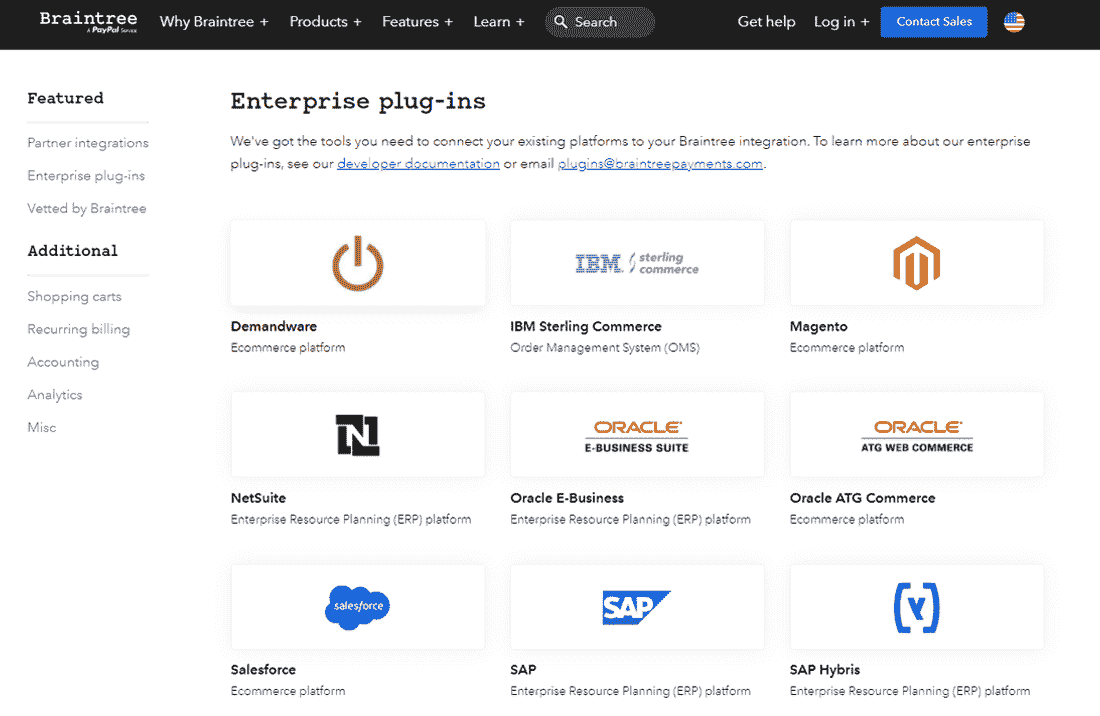 Braintree
A PayPal Service
Why Braintree +
Products +
Features +
Learn +
Search
Get help
Log in +
Contact Sales
Featured
Partner integrations
Enterprise plug-ins
Vetted by Braintree
Additional
Shopping carts
Recurring billing
Accounting
Analytics
Misc
Enterprise plug-ins
We've got the tools you need to connect your existing platforms to your Braintree integration. To learn more about our enterprise
plug-ins, see our developer documentation or email plugins@braintreepayments.com.
Demandware
Ecommerce platform
IBM sterling
commerce
IBM Sterling Commerce
Order Management System (OMS)
Magento
Ecommerce platform
N
NetSuite
Enterprise Resource Planning (ERP) platform
ORACLE
E-BUSINESS SUITE
Oracle E-Business
Enterprise Resource Planning (ERP) platform
ORACLE
ATG WEB COMMERCE
Oracle ATG Commerce
Ecommerce platform
salesforce
Salesforce
Ecommerce platform
SAP
SAP
Enterprise Resource Planning (ERP) platform
SAP Hybris
Enterprise Resource Planning (ERP) platform